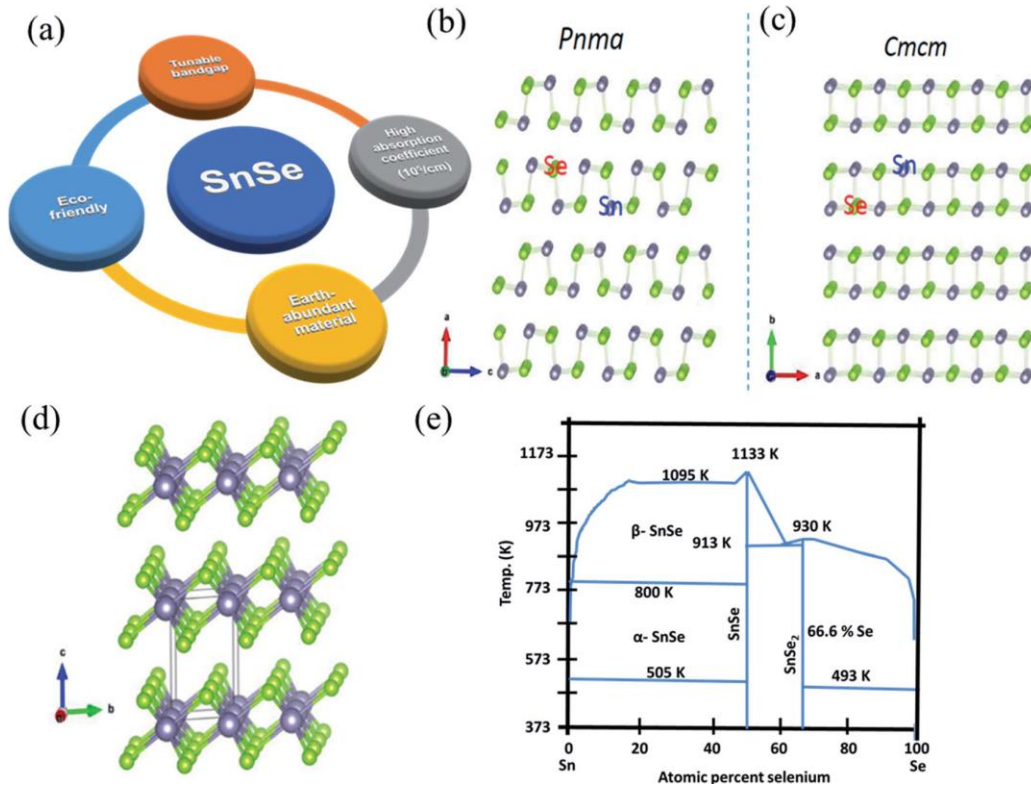 (a)
Tunable
bandgap
SnSe
High
absorption
coefficient
(10⁵/cm)
Eco-
friendly
Earth-
abundant
material
(b)
Pnma
Se
Sn
a
b
c
(c)
Cmcm
Sn
Se
b
a
(d)
c
b
(e)
Temp. (K)
1173
973
773
573
373
1133 K
1095 K
β- SnSe
930 K
913 K
800 K
SnSe
SnSe₂
66.6 % Se
α- SnSe
505 K
493 K
0 20 40 60 80 100
Sn Se
Atomic percent selenium